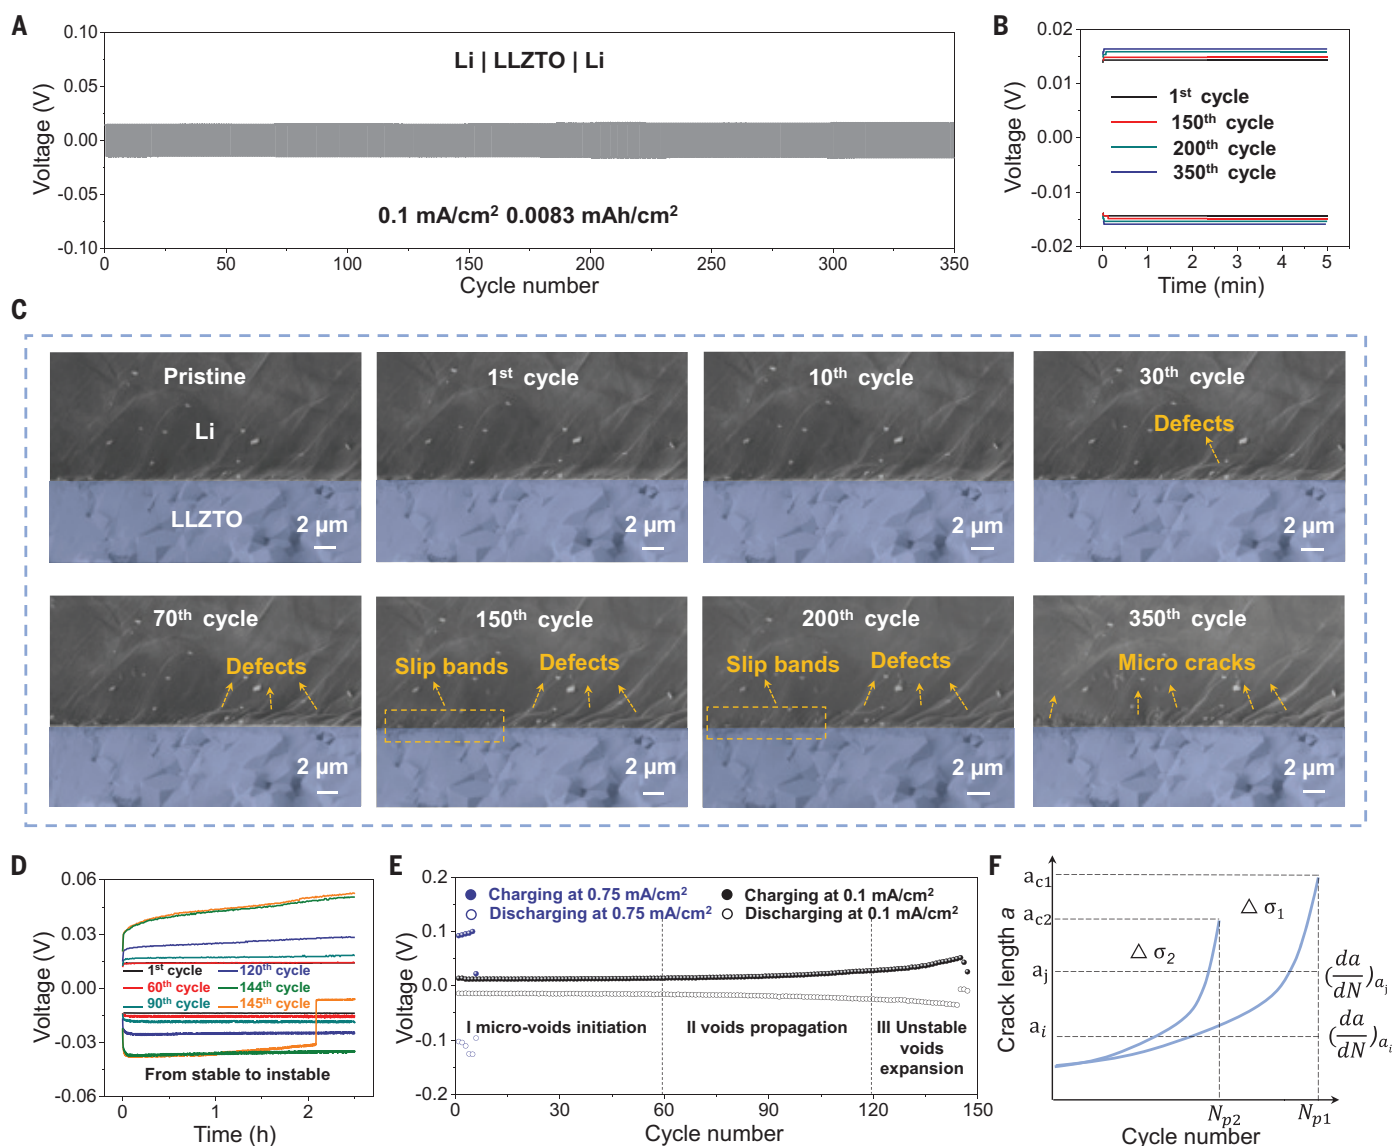 A
0.10
0.05
0.00
-0.05
-0.10
Voltage (V)
Li | LLZTO | Li
0.1 mA/cm² 0.0083 mAh/cm²
0 50 100 150 200 250 300 350
Cycle number
B
0.02
0.01
0.00
-0.01
-0.02
Voltage (V)
1st cycle
150th cycle
200th cycle
350th cycle
0 1 2 3 4 5
Time (min)
C
Pristine
Li
LLZTO
2 µm
1st cycle
2 µm
10th cycle
2 µm
30th cycle
Defects
2 µm
70th cycle
Defects
2 µm
150th cycle
Slip bands Defects
2 µm
200th cycle
Slip bands Defects
2 µm
350th cycle
Micro cracks
2 µm
D
0.06
0.03
0.00
-0.03
-0.06
Voltage (V)
1st cycle 120th cycle
60th cycle 144th cycle
90th cycle 145th cycle
From stable to instable
0 1 2
Time (h)
E
0.2
0.1
0.0
-0.1
-0.2
Voltage (V)
Charging at 0.75 mA/cm² Charging at 0.1 mA/cm²
Discharging at 0.75 mA/cm² Discharging at 0.1 mA/cm²
I micro-voids initiation
II voids propagation
III Unstable
voids
expansion
0 30 60 90 120 150
Cycle number
F
Crack length a
a_c1
a_c2
a_j
a_i
△ σ₁
△ σ₂
(da/dN)_{a_j}
(da/dN)_{a_i}
N_p2 N_p1
Cycle number